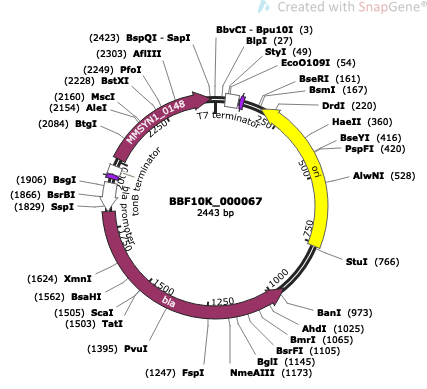 Created with SnapGene®
(2423) BspQI - SapI
(2303) AflIII
(2249) PfoI
(2228) BstXI
(2160) MscI
(2154) AleI
(2084) BtgI
(1906) BsgI
(1866) BsrBI
(1829) SspI
(1624) XmnI
(1562) BsaHI
(1505) ScaI
(1503) TatI
(1395) PvuI
(1247) FspI
BbvCI - Bpu10I (3)
BlpI (27)
StyI (49)
EcoO109I (54)
BseRI (161)
BsmI (167)
DrdI (220)
HaeII (360)
BseYI (416)
PspFI (420)
AlwNI (528)
StuI (766)
BanI (973)
AhdI (1025)
BmrI (1065)
BsrFI (1105)
BglI (1145)
NmeAIII (1173)
MMSYN1_0148
T7 terminator
ori
bla
bla promoter
tonB terminator
250
500
750
1000
1250
1500
2250
BBF10K_000067
2443 bp